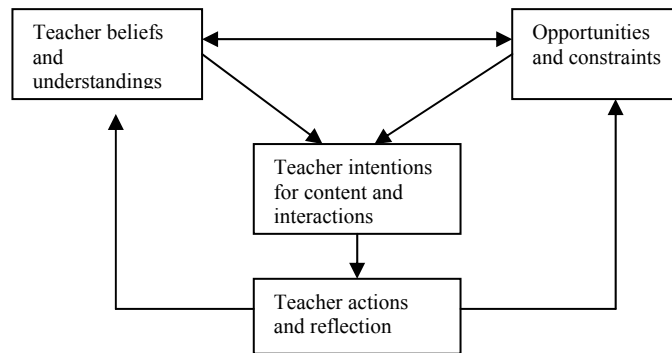 Teacher beliefs
and
understandings
Opportunities
and constraints
Teacher intentions
for content and
interactions
Teacher actions
and reflection